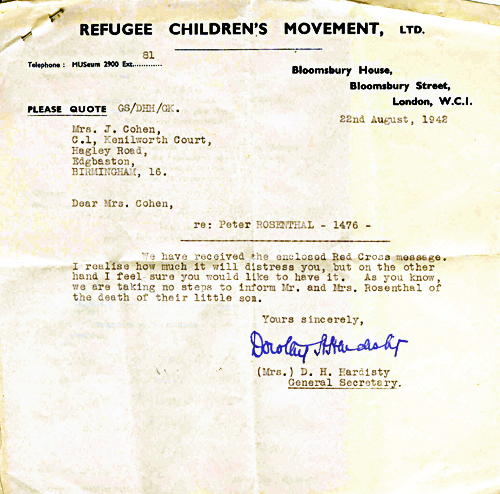 REFUGEE CHILDREN'S MOVEMENT, LTD.
Telephone : MUSeum 2900 Ext............ 81
Bloomsbury House,
Bloomsbury Street,
London, W.C.I.
PLEASE QUOTE GS/DHH/GK.
22nd August, 1942
Mrs. J. Cohen,
C.1, Kenilworth Court,
Hagley Road,
Edgbaston,
BIRMINGHAM, 16.
Dear Mrs. Cohen,
re: Peter ROSENTHAL - 1476 -
We have received the enclosed Red Cross message.
I realise how much it will distress you, but on the other
hand I feel sure you would like to have it. As you know,
we are taking no steps to inform Mr. and Mrs. Rosenthal of
the death of their little son.
Yours sincerely,
Dorothy H Hardisty
(Mrs.) D. H. Hardisty
General Secretary.